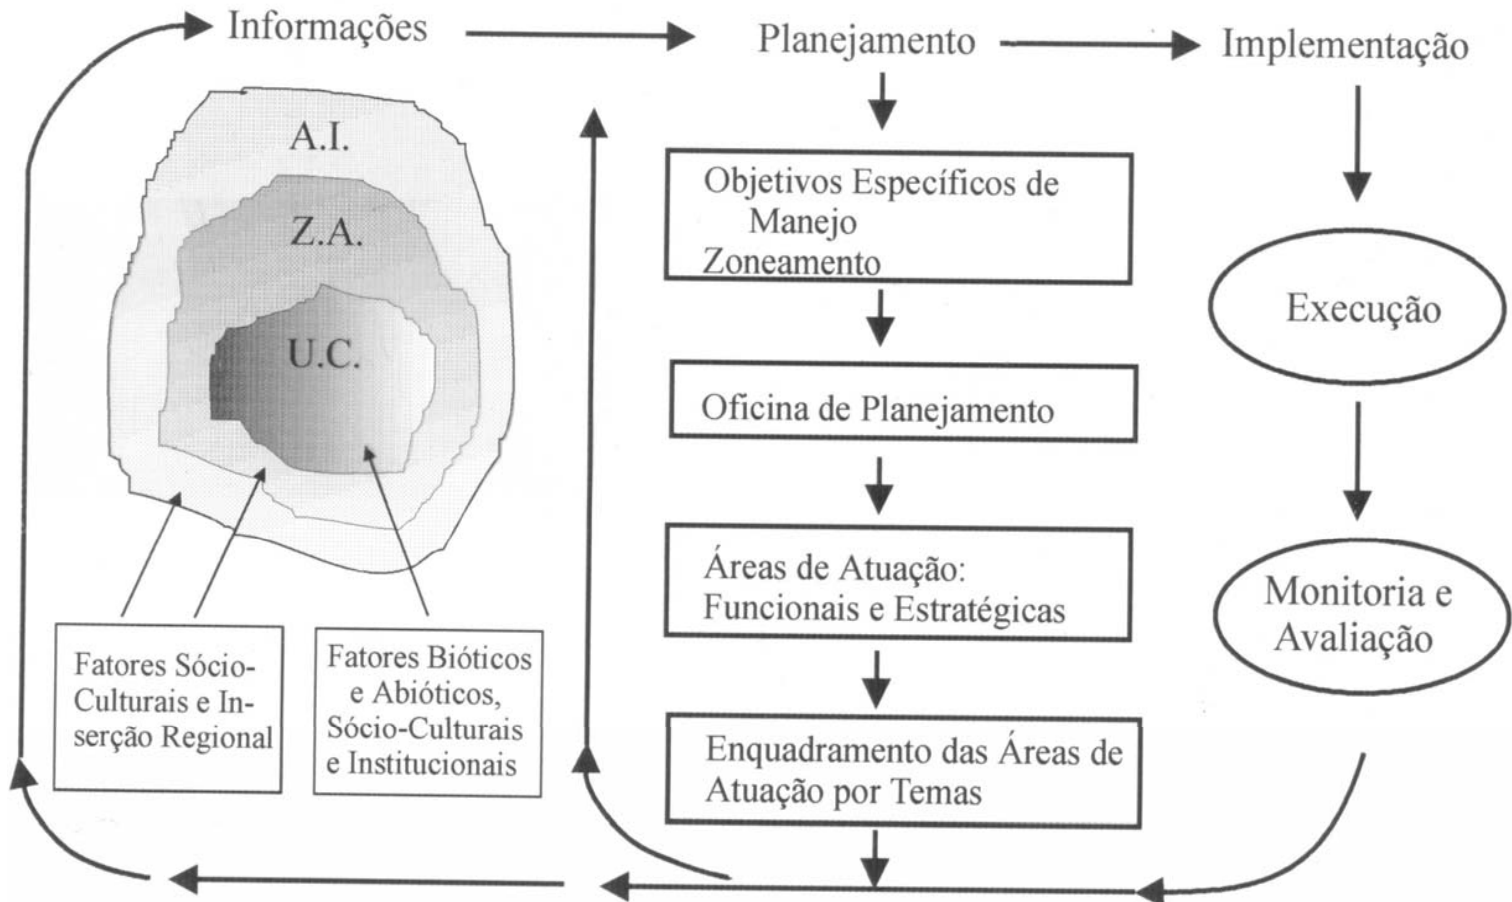 Informações
Planejamento
Implementação
A.I.
Z.A.
U.C.
Fatores Sócio-
Culturais e In-
serção Regional
Fatores Bióticos
e Abióticos,
Sócio-Culturais
e Institucionais
Objetivos Específicos de
Manejo
Zoneamento
Oficina de Planejamento
Áreas de Atuação:
Funcionais e Estratégicas
Enquadramento das Áreas de
Atuação por Temas
Execução
Monitoria e
Avaliação